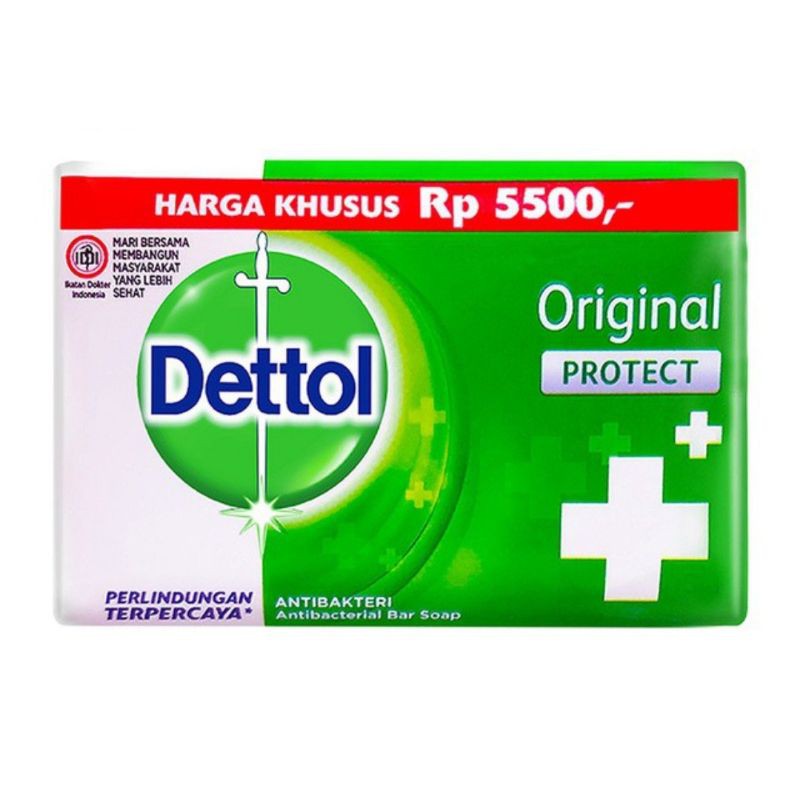 HARGA KHUSUS Rp 5500,-
IDI
Ikatan Dokter
Indonesia
MARI BERSAMA
MEMBANGUN
MASYARAKAT
YANG LEBIH
SEHAT
Dettol
Original
PROTECT
PERLINDUNGAN
TERPERCAYA*
ANTIBAKTERI
Antibacterial Bar Soap